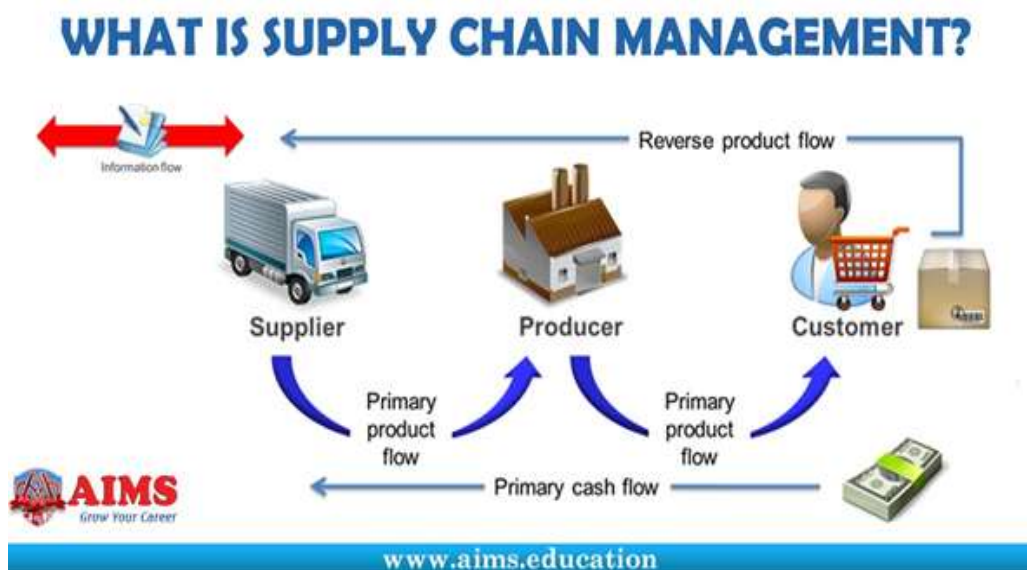 WHAT IS SUPPLY CHAIN MANAGEMENT?
Information flow
Reverse product flow
Supplier
Producer
Customer
Primary
product
flow
Primary
product
flow
Primary cash flow
AIMS
Grow Your Career
www.aims.education